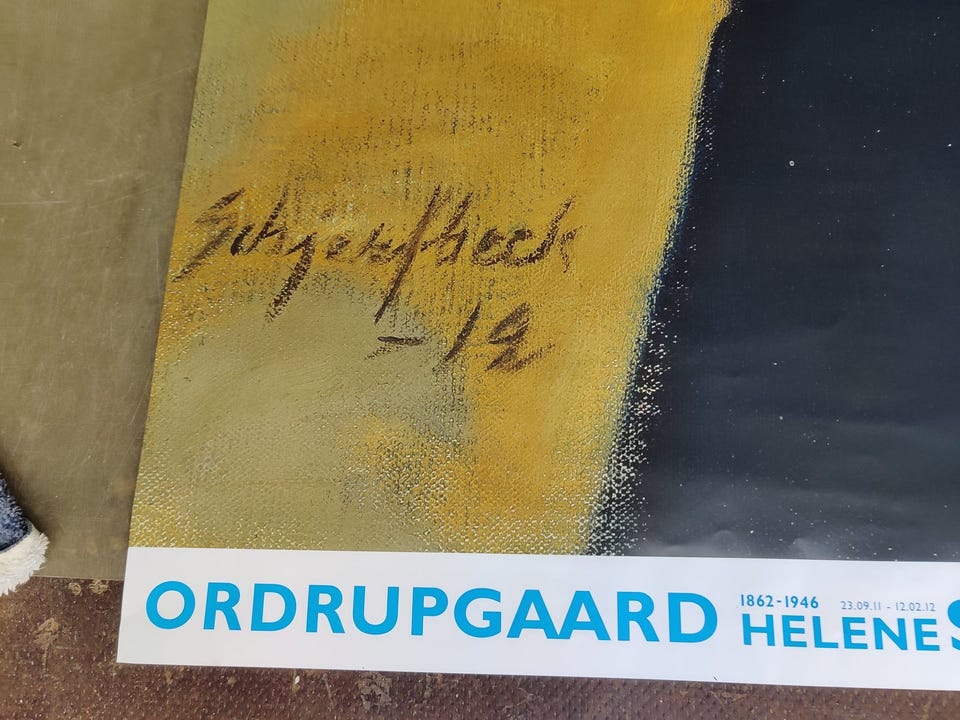 Schjerfbeck
-12
ORDRUPGAARD
1862-1946 23.09.11 - 12.02.12
HELENE S